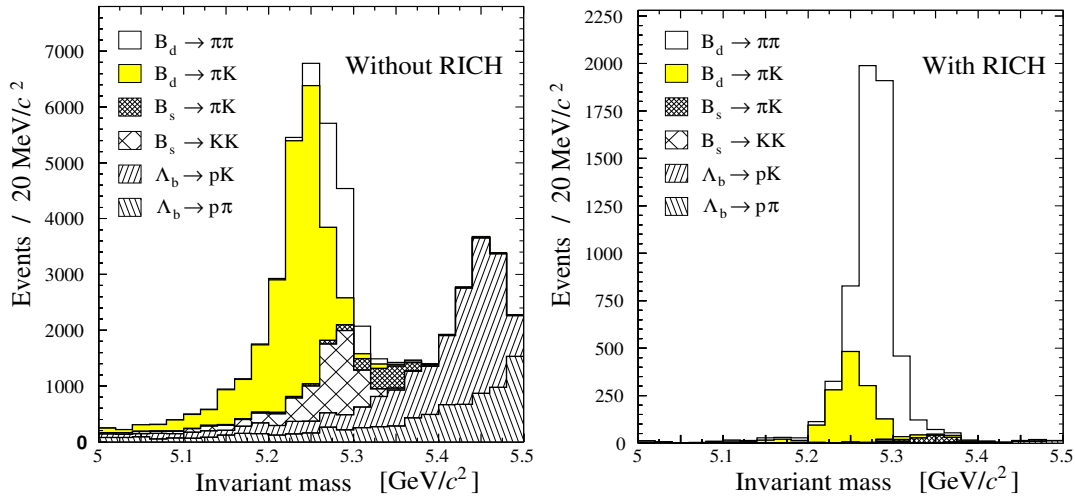 Events / 20 MeV/c²
7000
6000
5000
4000
3000
2000
1000
0
B_d → ππ
B_d → πK
B_s → πK
B_s → KK
Λ_b → pK
Λ_b → pπ
Without RICH
5 5.1 5.2 5.3 5.4 5.5
Invariant mass [GeV/c²]
Events / 20 MeV/c²
2250
2000
1750
1500
1250
1000
750
500
250
0
B_d → ππ
B_d → πK
B_s → πK
B_s → KK
Λ_b → pK
Λ_b → pπ
With RICH
5 5.1 5.2 5.3 5.4 5.5
Invariant mass [GeV/c²]